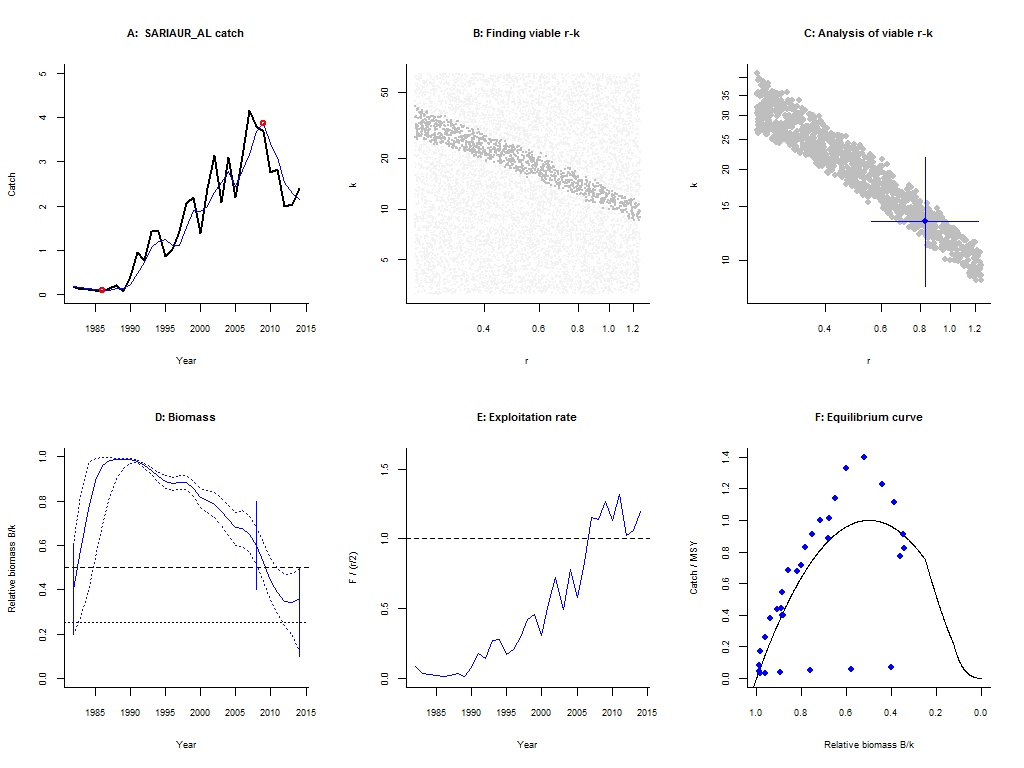 A: SARIAUR_AL catch
Catch
5
4
3
2
1
0
1985 1990 1995 2000 2005 2010 2015
Year
B: Finding viable r-k
k
50
20
10
5
0.4 0.6 0.8 1.0 1.2
r
C: Analysis of viable r-k
k
35
30
25
20
15
10
0.4 0.6 0.8 1.0 1.2
r
D: Biomass
Relative biomass B/k
1.0
0.8
0.6
0.4
0.2
0.0
1985 1990 1995 2000 2005 2010 2015
Year
E: Exploitation rate
F / (r/2)
1.5
1.0
0.5
0.0
1985 1990 1995 2000 2005 2010 2015
Year
F: Equilibrium curve
Catch / MSY
1.4
1.2
1.0
0.8
0.6
0.4
0.2
0.0
1.0 0.8 0.6 0.4 0.2 0.0
Relative biomass B/k